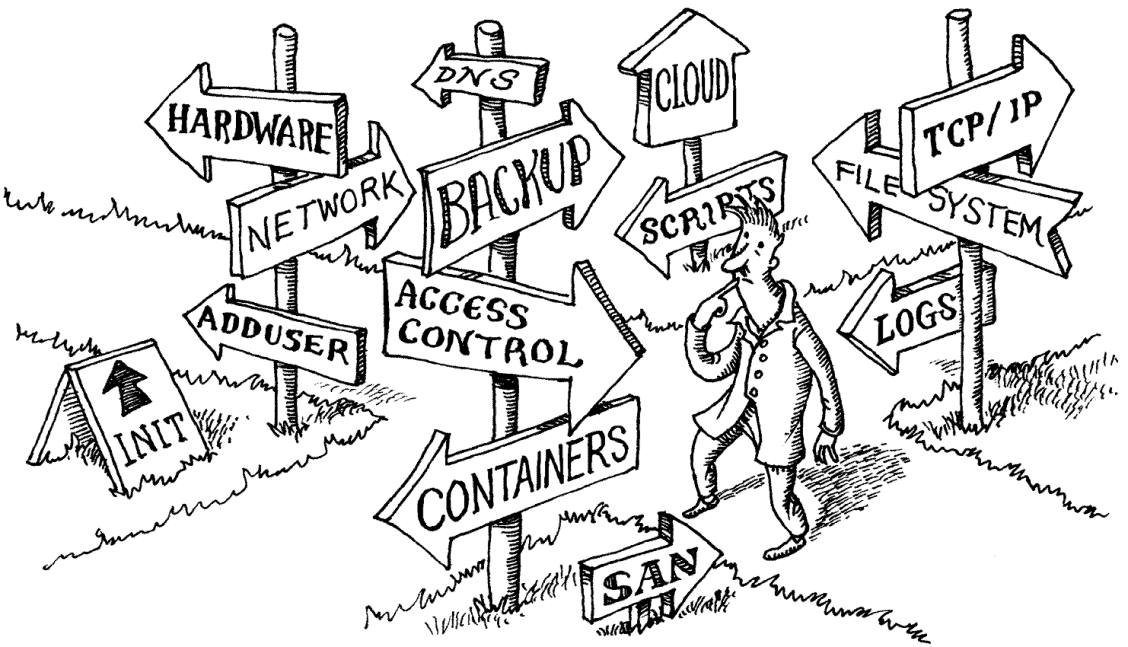 HARDWARE
NETWORK
ADDUSER
INIT
DNS
BACKUP
ACCESS
CONTROL
CONTAINERS
CLOUD
SCRIPTS
SAN
TCP/IP
FILE SYSTEM
LOGS